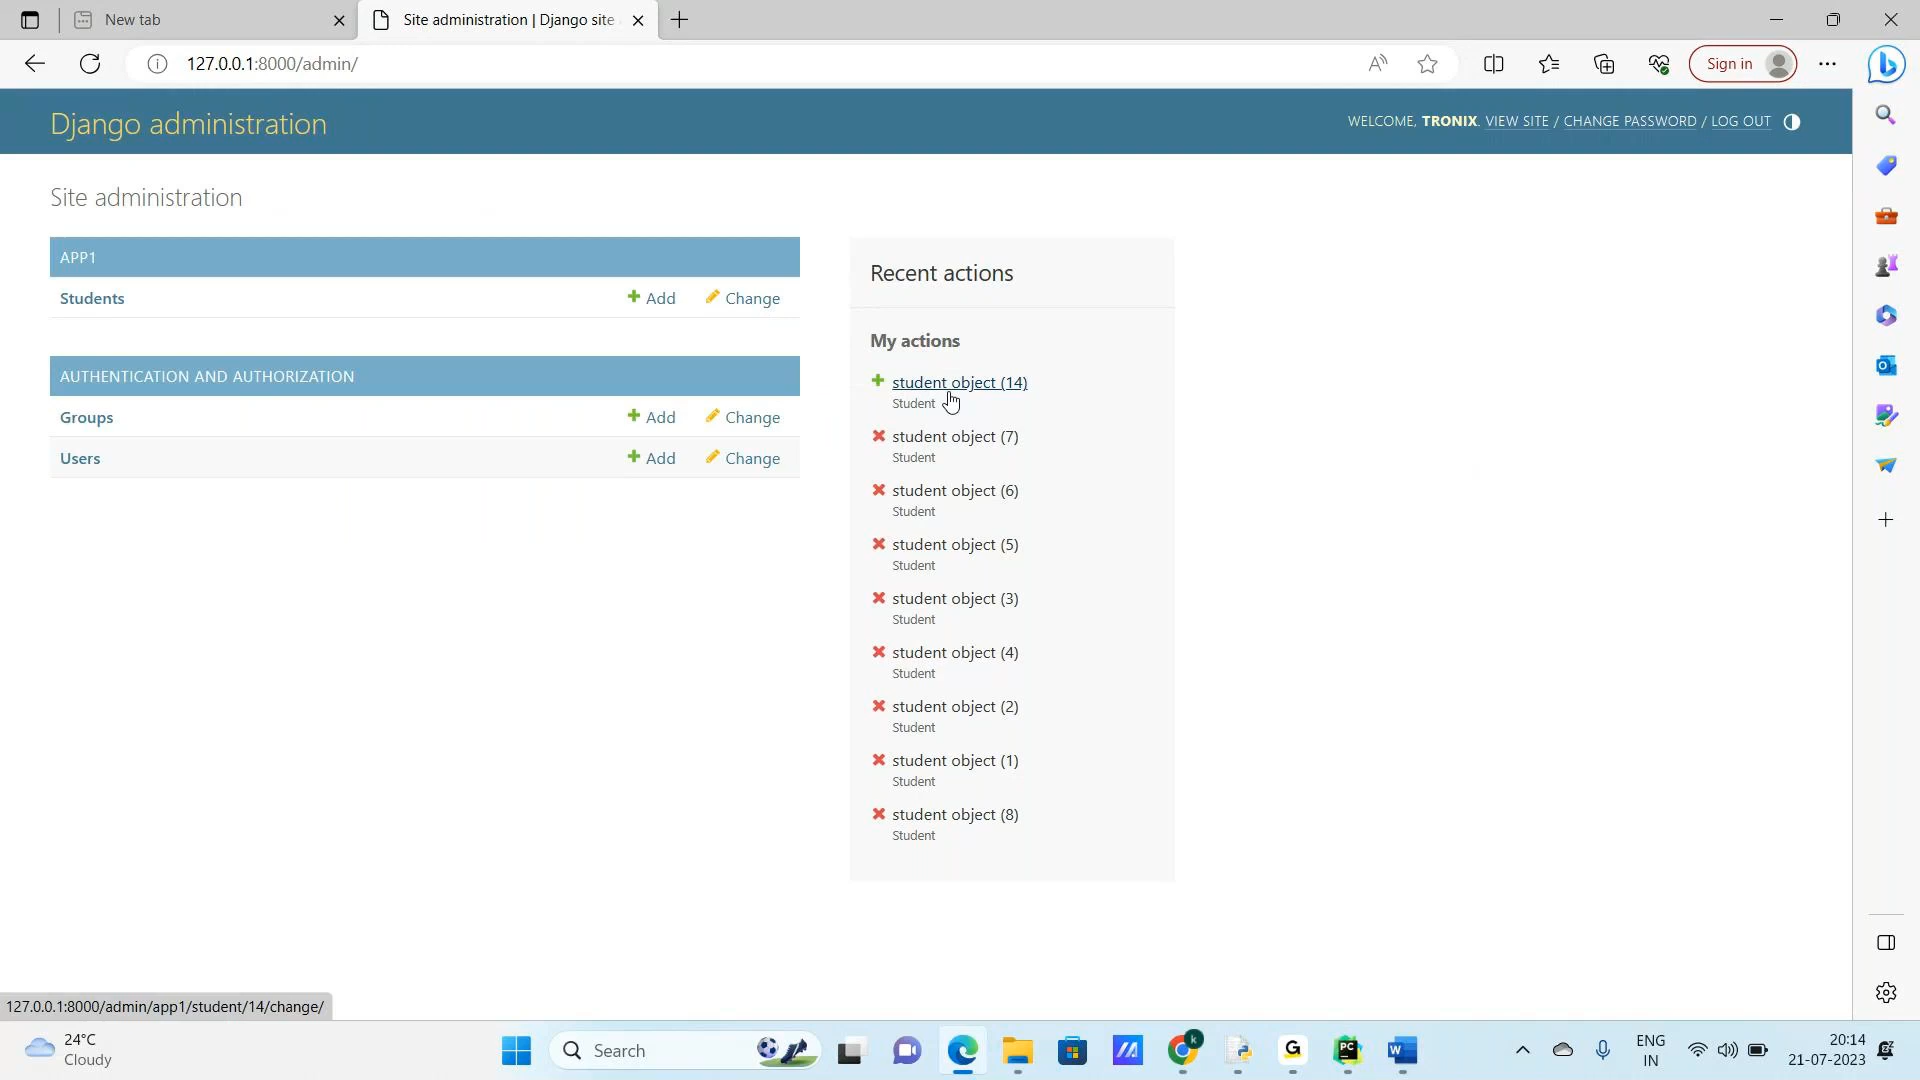 New tab
Site administration | Django site
127.0.0.1:8000/admin/
Sign in
Django administration
WELCOME, TRONIX. VIEW SITE / CHANGE PASSWORD / LOG OUT
Site administration
APP1
Students
Add
Change
AUTHENTICATION AND AUTHORIZATION
Groups
Add
Change
Users
Add
Change
Recent actions
My actions
student object (14)
Student
student object (7)
Student
student object (6)
Student
student object (5)
Student
student object (3)
Student
student object (4)
Student
student object (2)
Student
student object (1)
Student
student object (8)
Student
127.0.0.1:8000/admin/app1/student/14/change/
24°C
Cloudy
Search
k
G
PC
W
ENG
IN
20:14
21-07-2023